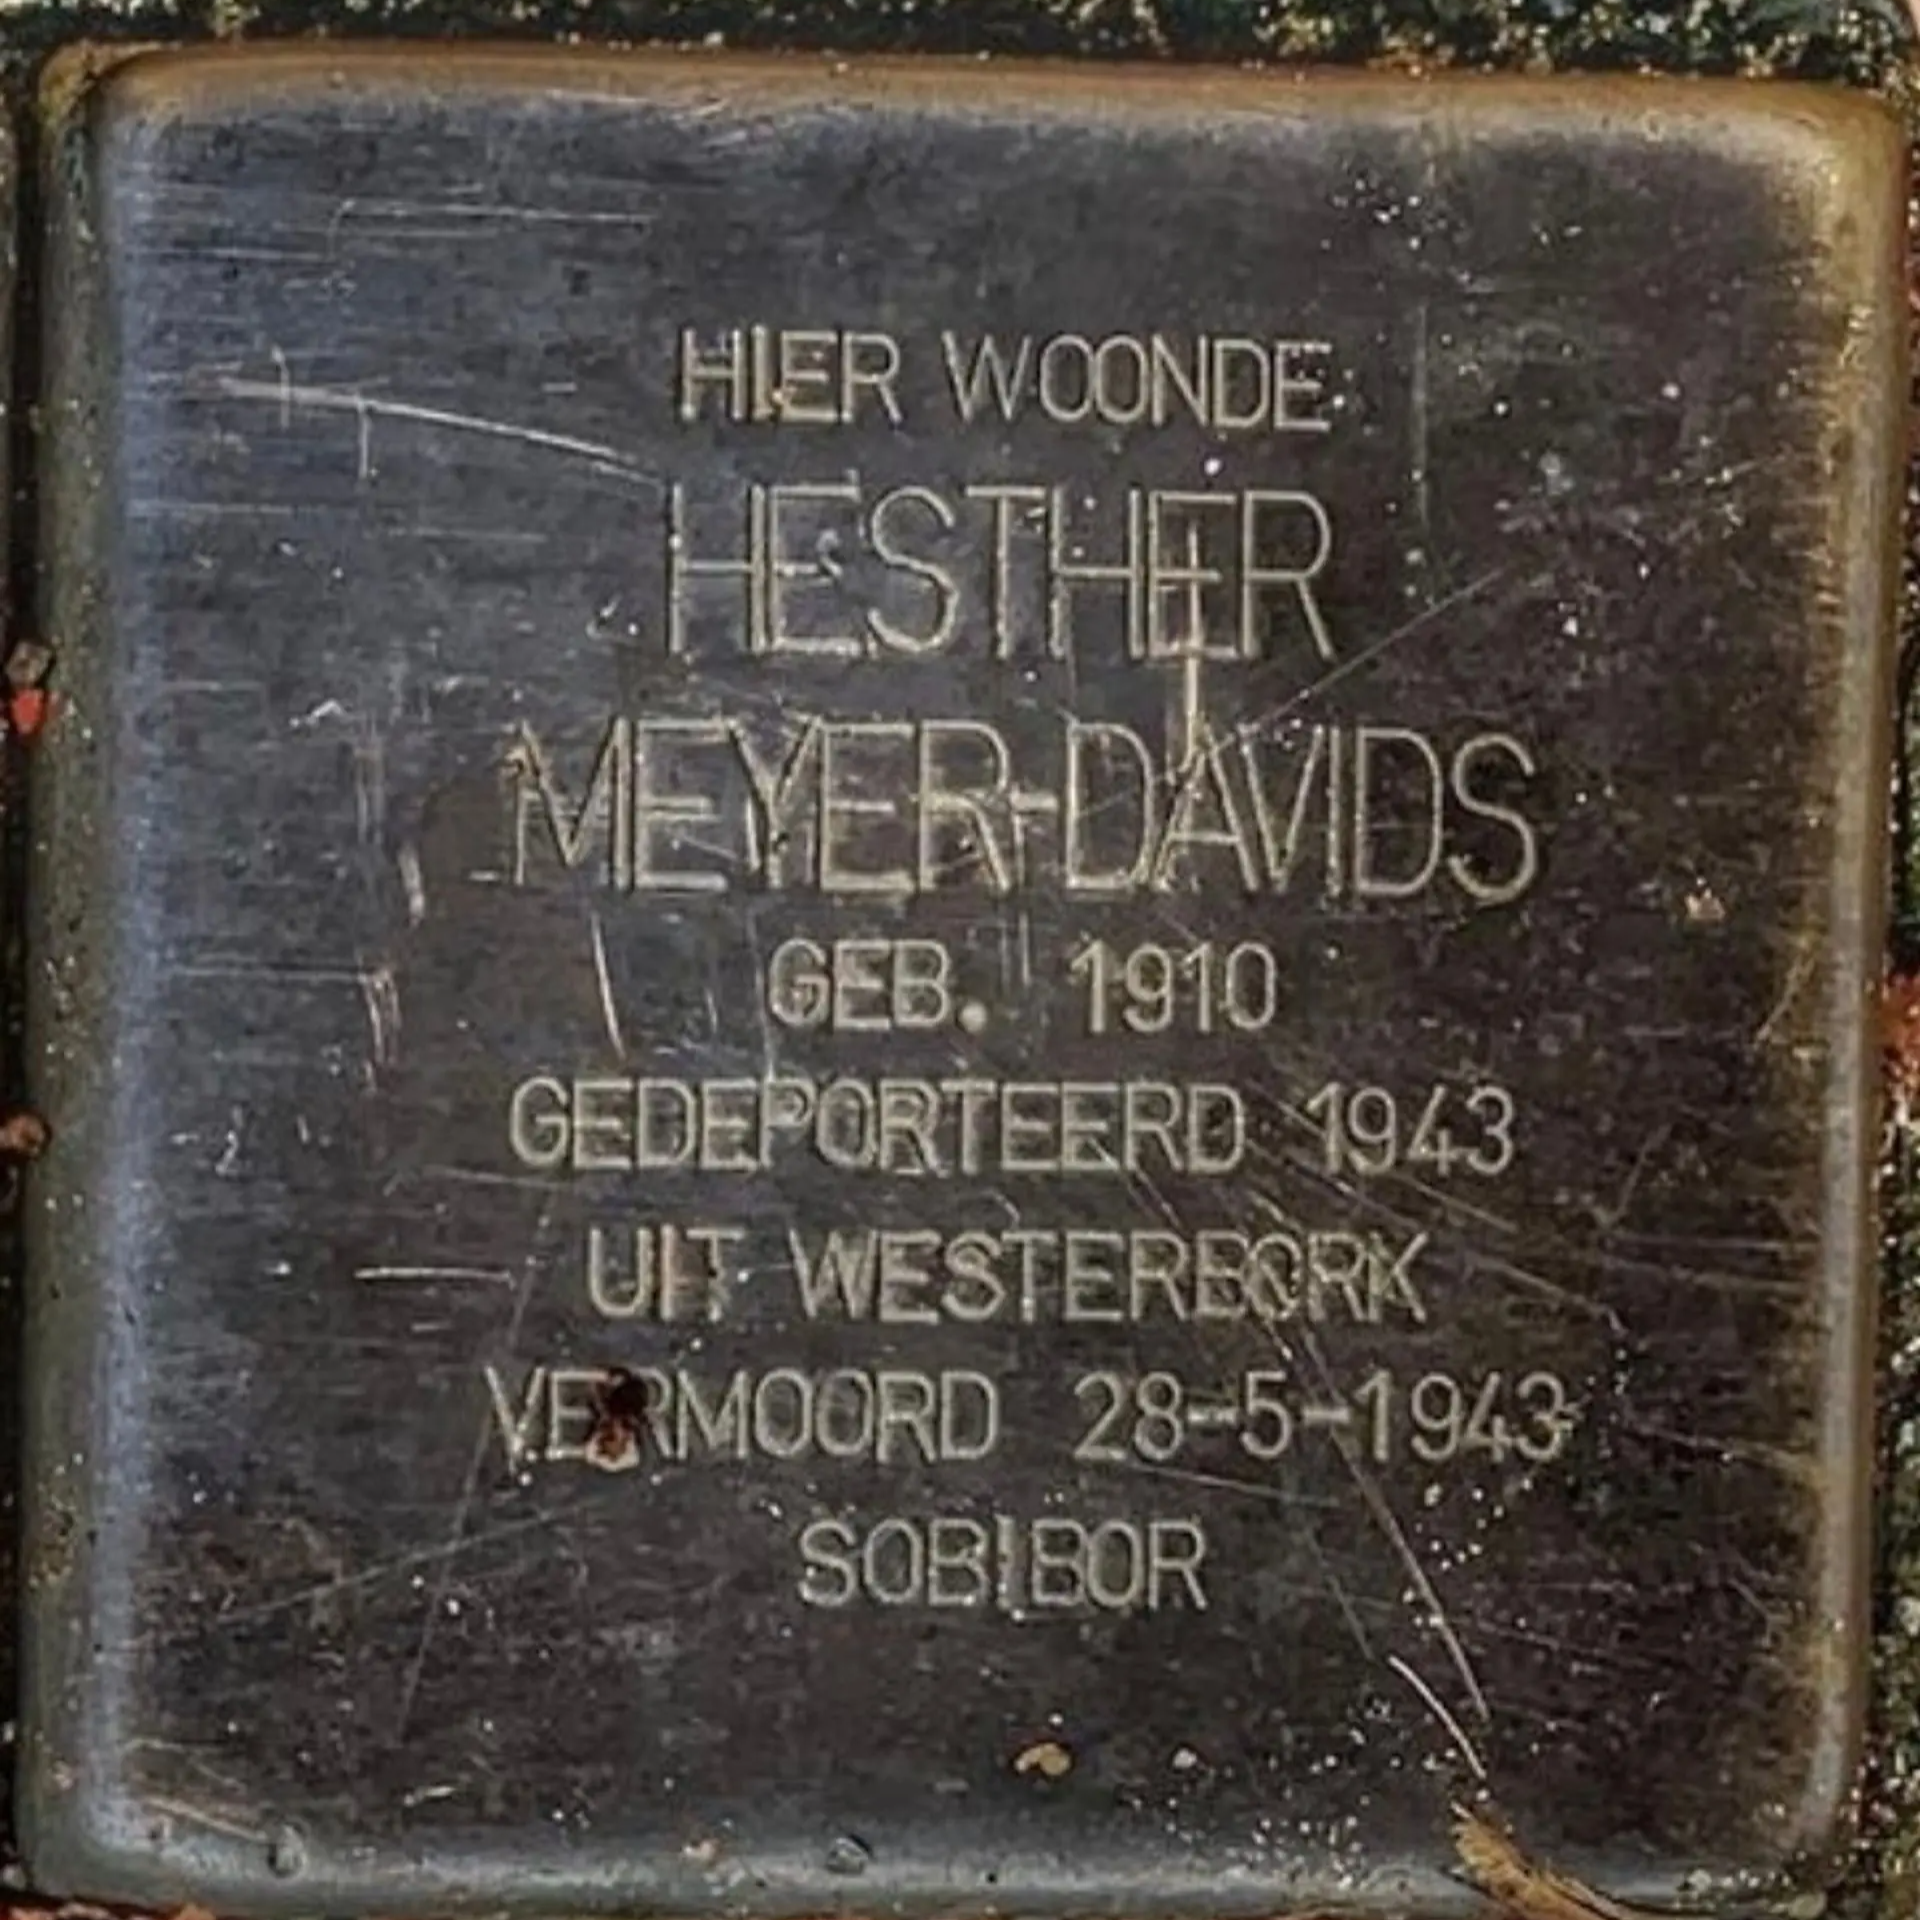 HIER WOONDE
HESTHER
MEYER-DAVIDS
GEB. 1910
GEDEPORTEERD 1943
UIT WESTERBORK
VERMOORD 28-5-1943
SOBIBOR